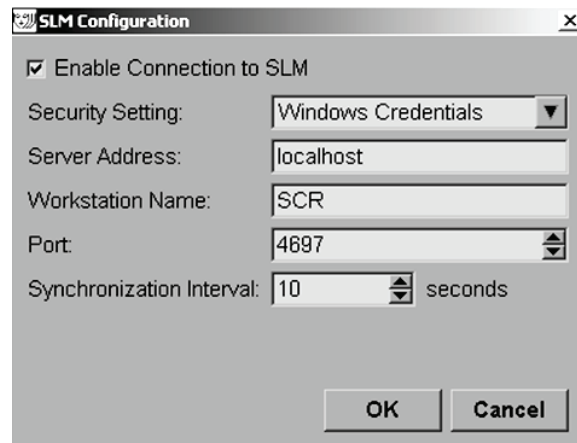 SLM Configuration
Enable Connection to SLM
Security Setting: Windows Credentials
Server Address: localhost
Workstation Name: SCR
Port: 4697
Synchronization Interval: 10 seconds
OK Cancel